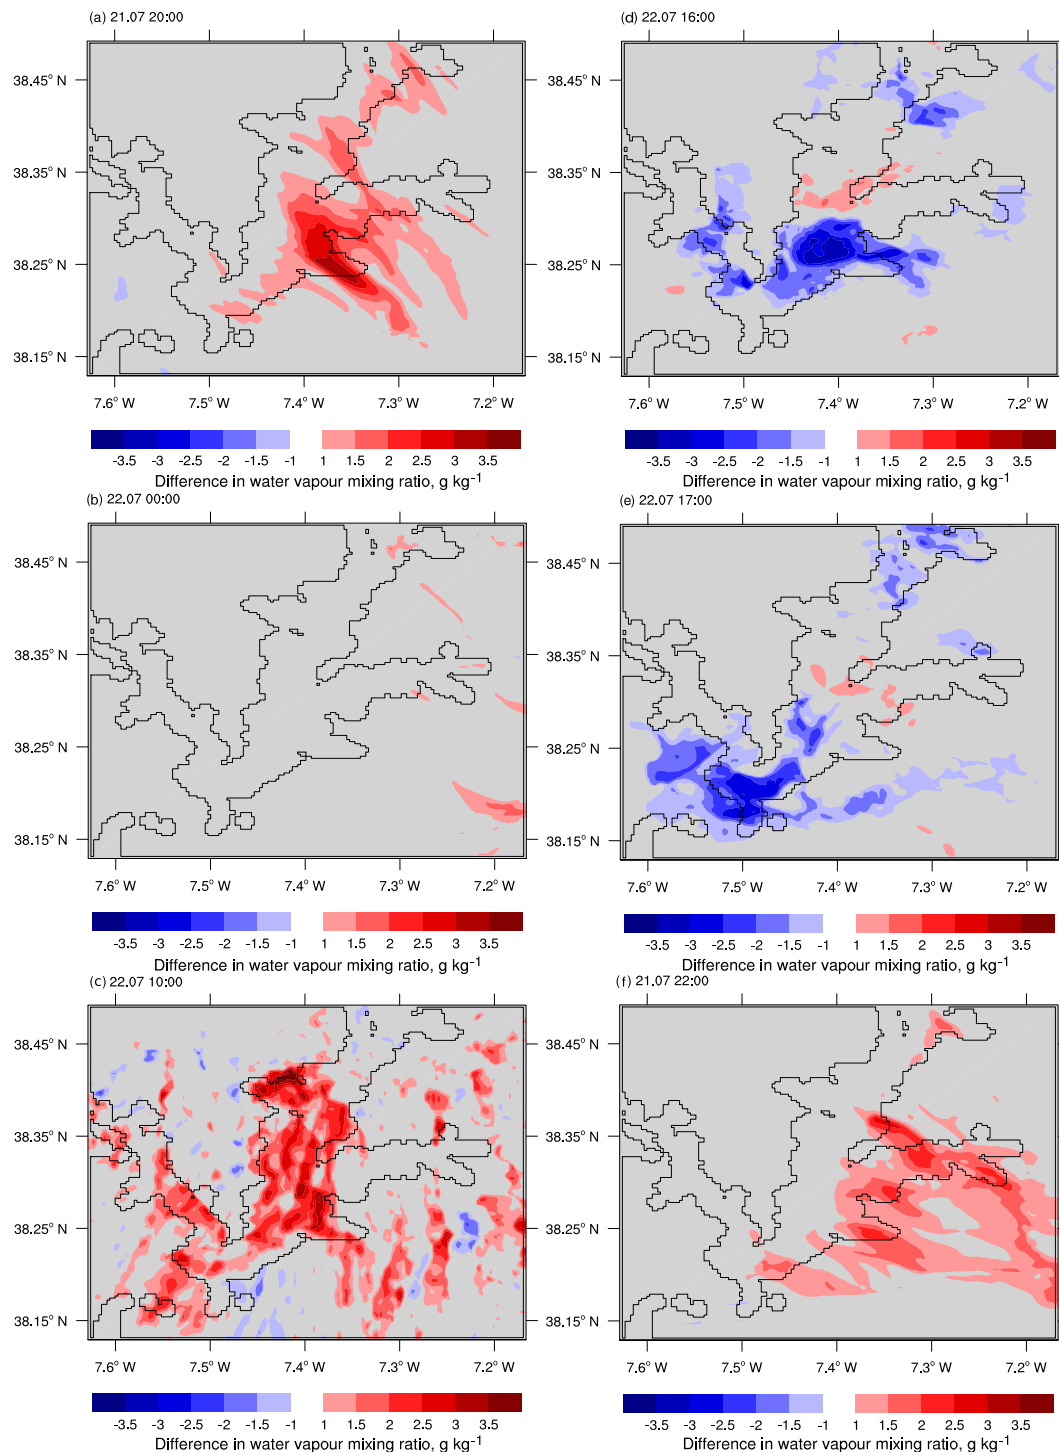 (a) 21.07 20:00
38.45° N
38.35° N
38.25° N
38.15° N
7.6° W 7.5° W 7.4° W 7.3° W 7.2° W
-3.5 -3 -2.5 -2 -1.5 -1 1 1.5 2 2.5 3 3.5
Difference in water vapour mixing ratio, g kg-1
(b) 22.07 00:00
38.45° N
38.35° N
38.25° N
38.15° N
7.6° W 7.5° W 7.4° W 7.3° W 7.2° W
-3.5 -3 -2.5 -2 -1.5 -1 1 1.5 2 2.5 3 3.5
Difference in water vapour mixing ratio, g kg-1
(c) 22.07 10:00
38.45° N
38.35° N
38.25° N
38.15° N
7.6° W 7.5° W 7.4° W 7.3° W 7.2° W
-3.5 -3 -2.5 -2 -1.5 -1 1 1.5 2 2.5 3 3.5
Difference in water vapour mixing ratio, g kg-1
(d) 22.07 16:00
38.45° N
38.35° N
38.25° N
38.15° N
7.6° W 7.5° W 7.4° W 7.3° W 7.2° W
-3.5 -3 -2.5 -2 -1.5 -1 1 1.5 2 2.5 3 3.5
Difference in water vapour mixing ratio, g kg-1
(e) 22.07 17:00
38.45° N
38.35° N
38.25° N
38.15° N
7.6° W 7.5° W 7.4° W 7.3° W 7.2° W
-3.5 -3 -2.5 -2 -1.5 -1 1 1.5 2 2.5 3 3.5
Difference in water vapour mixing ratio, g kg-1
(f) 21.07 22:00
38.45° N
38.35° N
38.25° N
38.15° N
7.6° W 7.5° W 7.4° W 7.3° W 7.2° W
-3.5 -3 -2.5 -2 -1.5 -1 1 1.5 2 2.5 3 3.5
Difference in water vapour mixing ratio, g kg-1